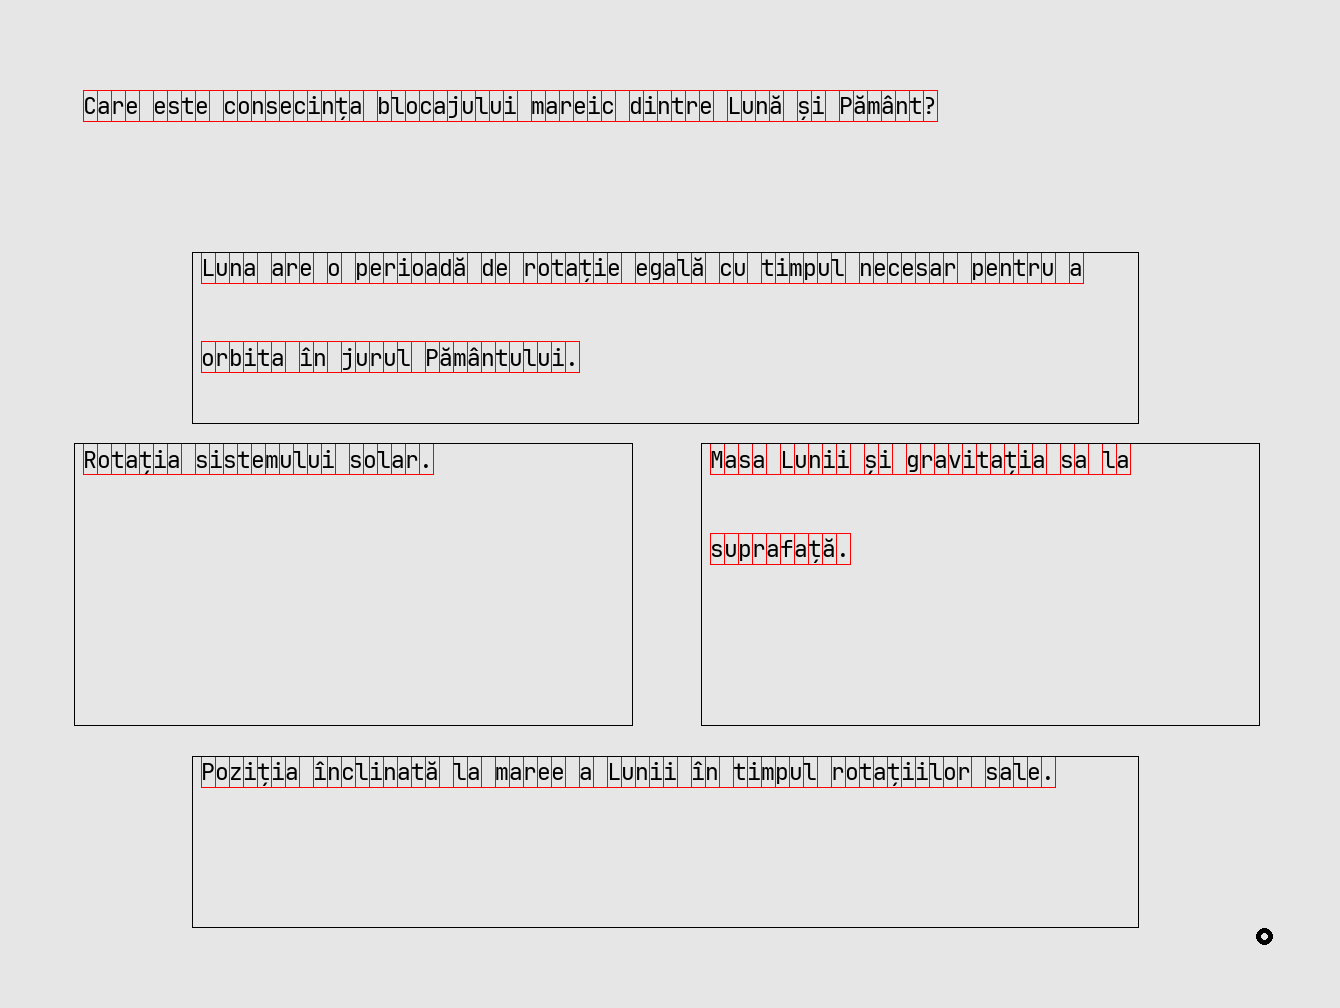 Care este consecința blocajului mareic dintre Lună și Pământ?
Luna are o perioadă de rotație egală cu timpul necesar pentru a
orbita în jurul Pământului.
Rotația sistemului solar.
Masa Lunii și gravitația sa la
suprafață.
Poziția înclinată la maree a Lunii în timpul rotațiilor sale.